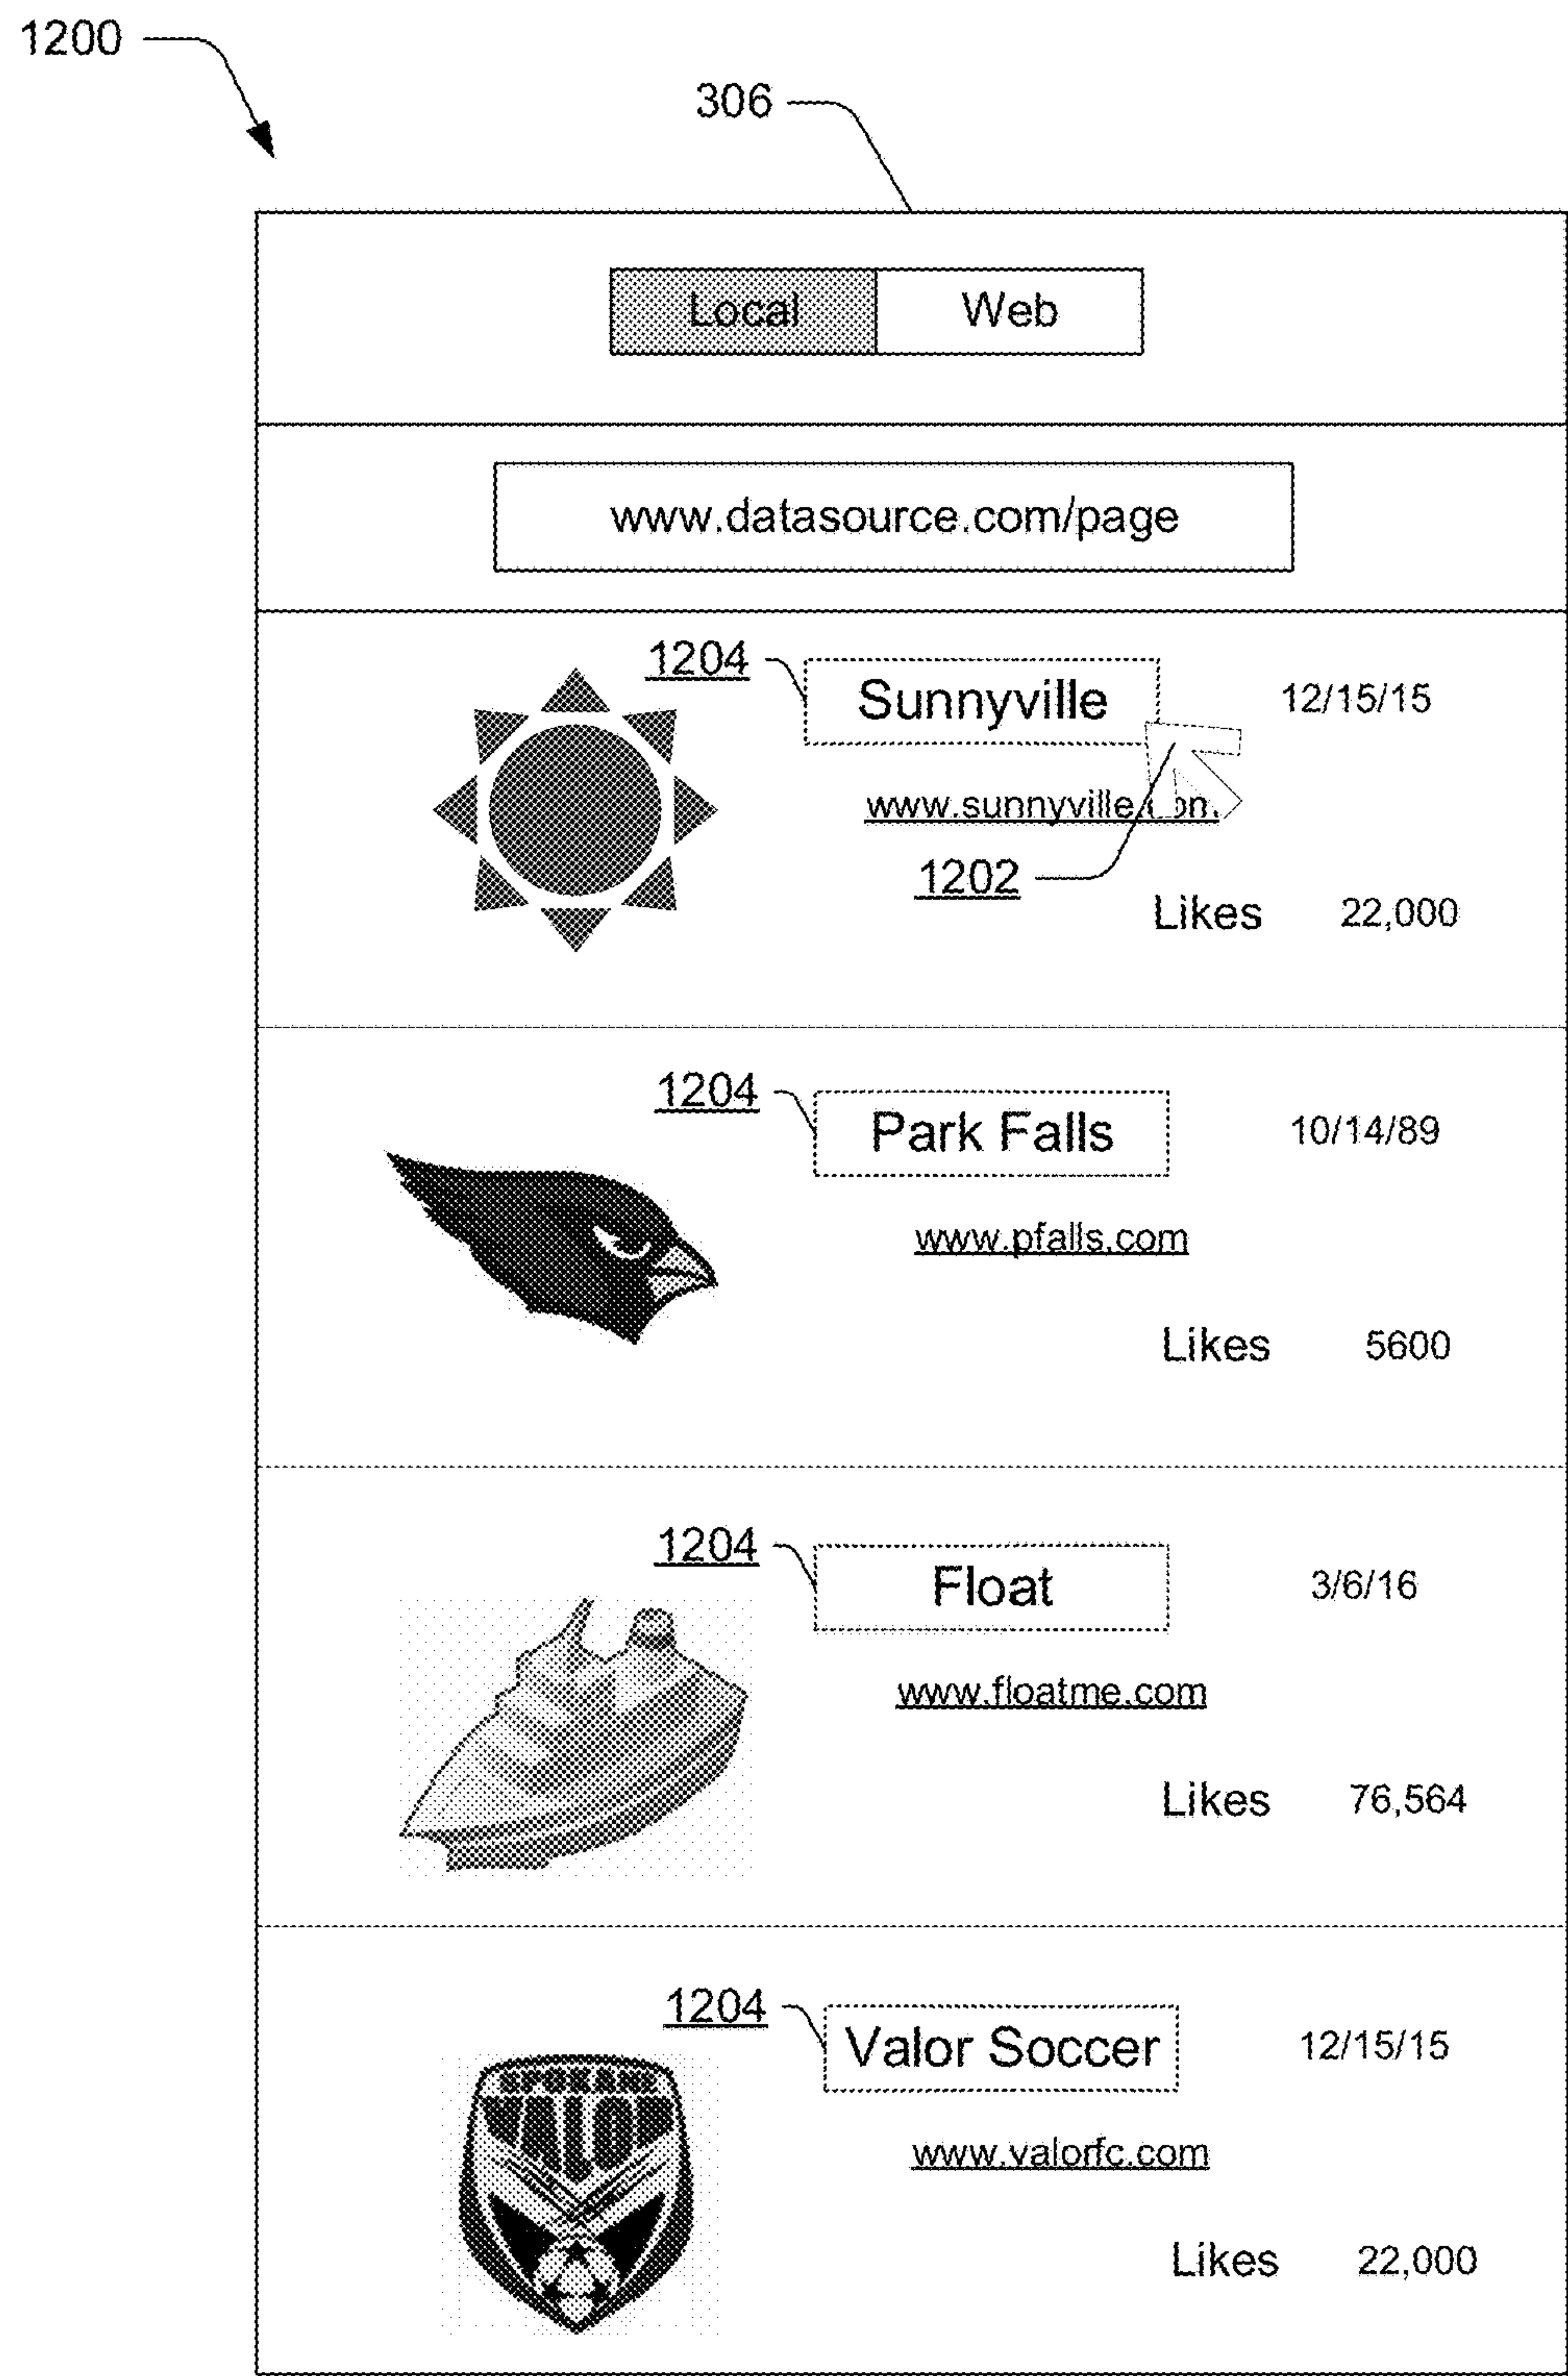 1200
306
Local Web
www.datasource.com/page
1204 Sunnyville 12/15/15
1202
Likes 22,000
1204 Park Falls 10/14/89
www.pfalls.com
Likes 5600
1204 Float 3/6/16
www.floatme.com
Likes 76,564
1204 Valor Soccer 12/15/15
SPOKANE
VALOR
www.valorfc.com
Likes 22,000